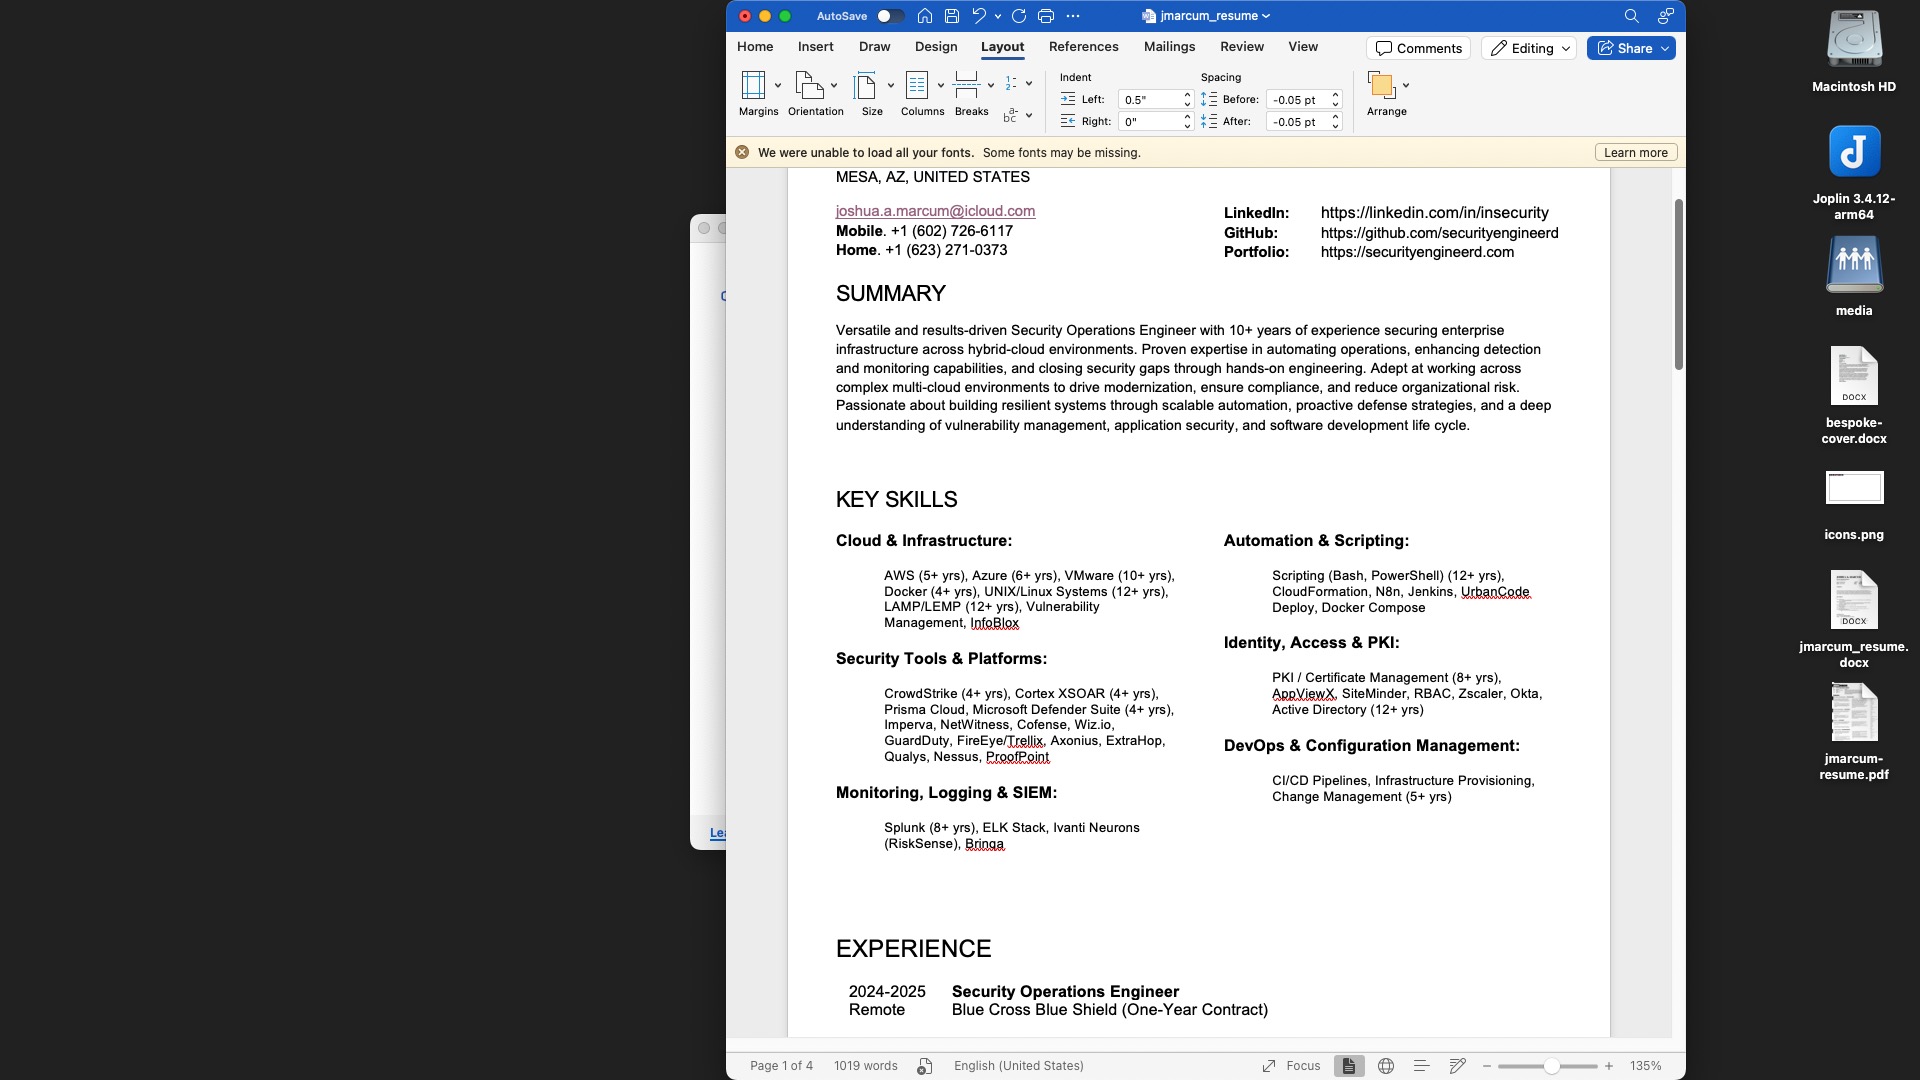 AutoSave
jmarcum_resume
Home Insert Draw Design Layout References Mailings Review View
Comments Editing Share
Margins Orientation Size Columns Breaks
Indent
Left: 0.5"
Right: 0"
Spacing
Before: -0.05 pt
After: -0.05 pt
Arrange
We were unable to load all your fonts. Some fonts may be missing. Learn more
MESA, AZ, UNITED STATES
joshua.a.marcum@icloud.com
Mobile. +1 (602) 726-6117
Home. +1 (623) 271-0373
LinkedIn: https://linkedin.com/in/insecurity
GitHub: https://github.com/securityengineerd
Portfolio: https://securityengineerd.com
SUMMARY
Versatile and results-driven Security Operations Engineer with 10+ years of experience securing enterprise
infrastructure across hybrid-cloud environments. Proven expertise in automating operations, enhancing detection
and monitoring capabilities, and closing security gaps through hands-on engineering. Adept at working across
complex multi-cloud environments to drive modernization, ensure compliance, and reduce organizational risk.
Passionate about building resilient systems through scalable automation, proactive defense strategies, and a deep
understanding of vulnerability management, application security, and software development life cycle.
KEY SKILLS
Cloud & Infrastructure:
AWS (5+ yrs), Azure (6+ yrs), VMware (10+ yrs),
Docker (4+ yrs), UNIX/Linux Systems (12+ yrs),
LAMP/LEMP (12+ yrs), Vulnerability
Management, InfoBlox
Security Tools & Platforms:
CrowdStrike (4+ yrs), Cortex XSOAR (4+ yrs),
Prisma Cloud, Microsoft Defender Suite (4+ yrs),
Imperva, NetWitness, Cofense, Wiz.io,
GuardDuty, FireEye/Trellix, Axonius, ExtraHop,
Qualys, Nessus, ProofPoint
Monitoring, Logging & SIEM:
Splunk (8+ yrs), ELK Stack, Ivanti Neurons
(RiskSense), Bringa
Automation & Scripting:
Scripting (Bash, PowerShell) (12+ yrs),
CloudFormation, N8n, Jenkins, UrbanCode
Deploy, Docker Compose
Identity, Access & PKI:
PKI / Certificate Management (8+ yrs),
AppViewX, SiteMinder, RBAC, Zscaler, Okta,
Active Directory (12+ yrs)
DevOps & Configuration Management:
CI/CD Pipelines, Infrastructure Provisioning,
Change Management (5+ yrs)
EXPERIENCE
2024-2025 Security Operations Engineer
Remote Blue Cross Blue Shield (One-Year Contract)
Page 1 of 4 1019 words English (United States) Focus 135%
Macintosh HD
Joplin 3.4.12-
arm64
media
DOCX
bespoke-
cover.docx
icons.png
DOCX
jmarcum_resume.
docx
jmarcum-
resume.pdf